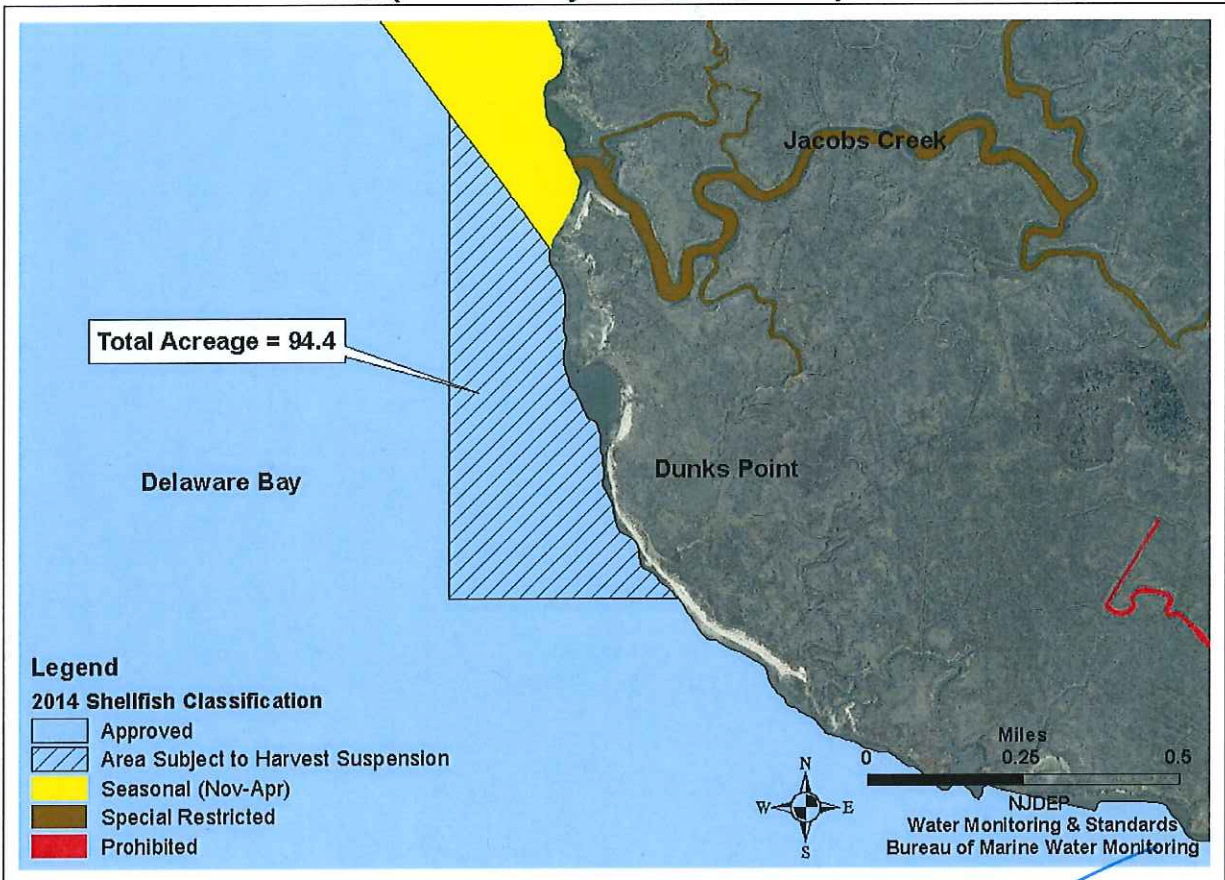 Jacobs Creek
Total Acreage = 94.4
Dunks Point
Delaware Bay
Legend
2014 Shellfish Classification
Approved
Area Subject to Harvest Suspension
Seasonal (Nov-Apr)
Special Restricted
Prohibited
N
W E
S
Miles
0 0.25 0.5
NJDEP
Water Monitoring & Standards
Bureau of Marine Water Monitoring